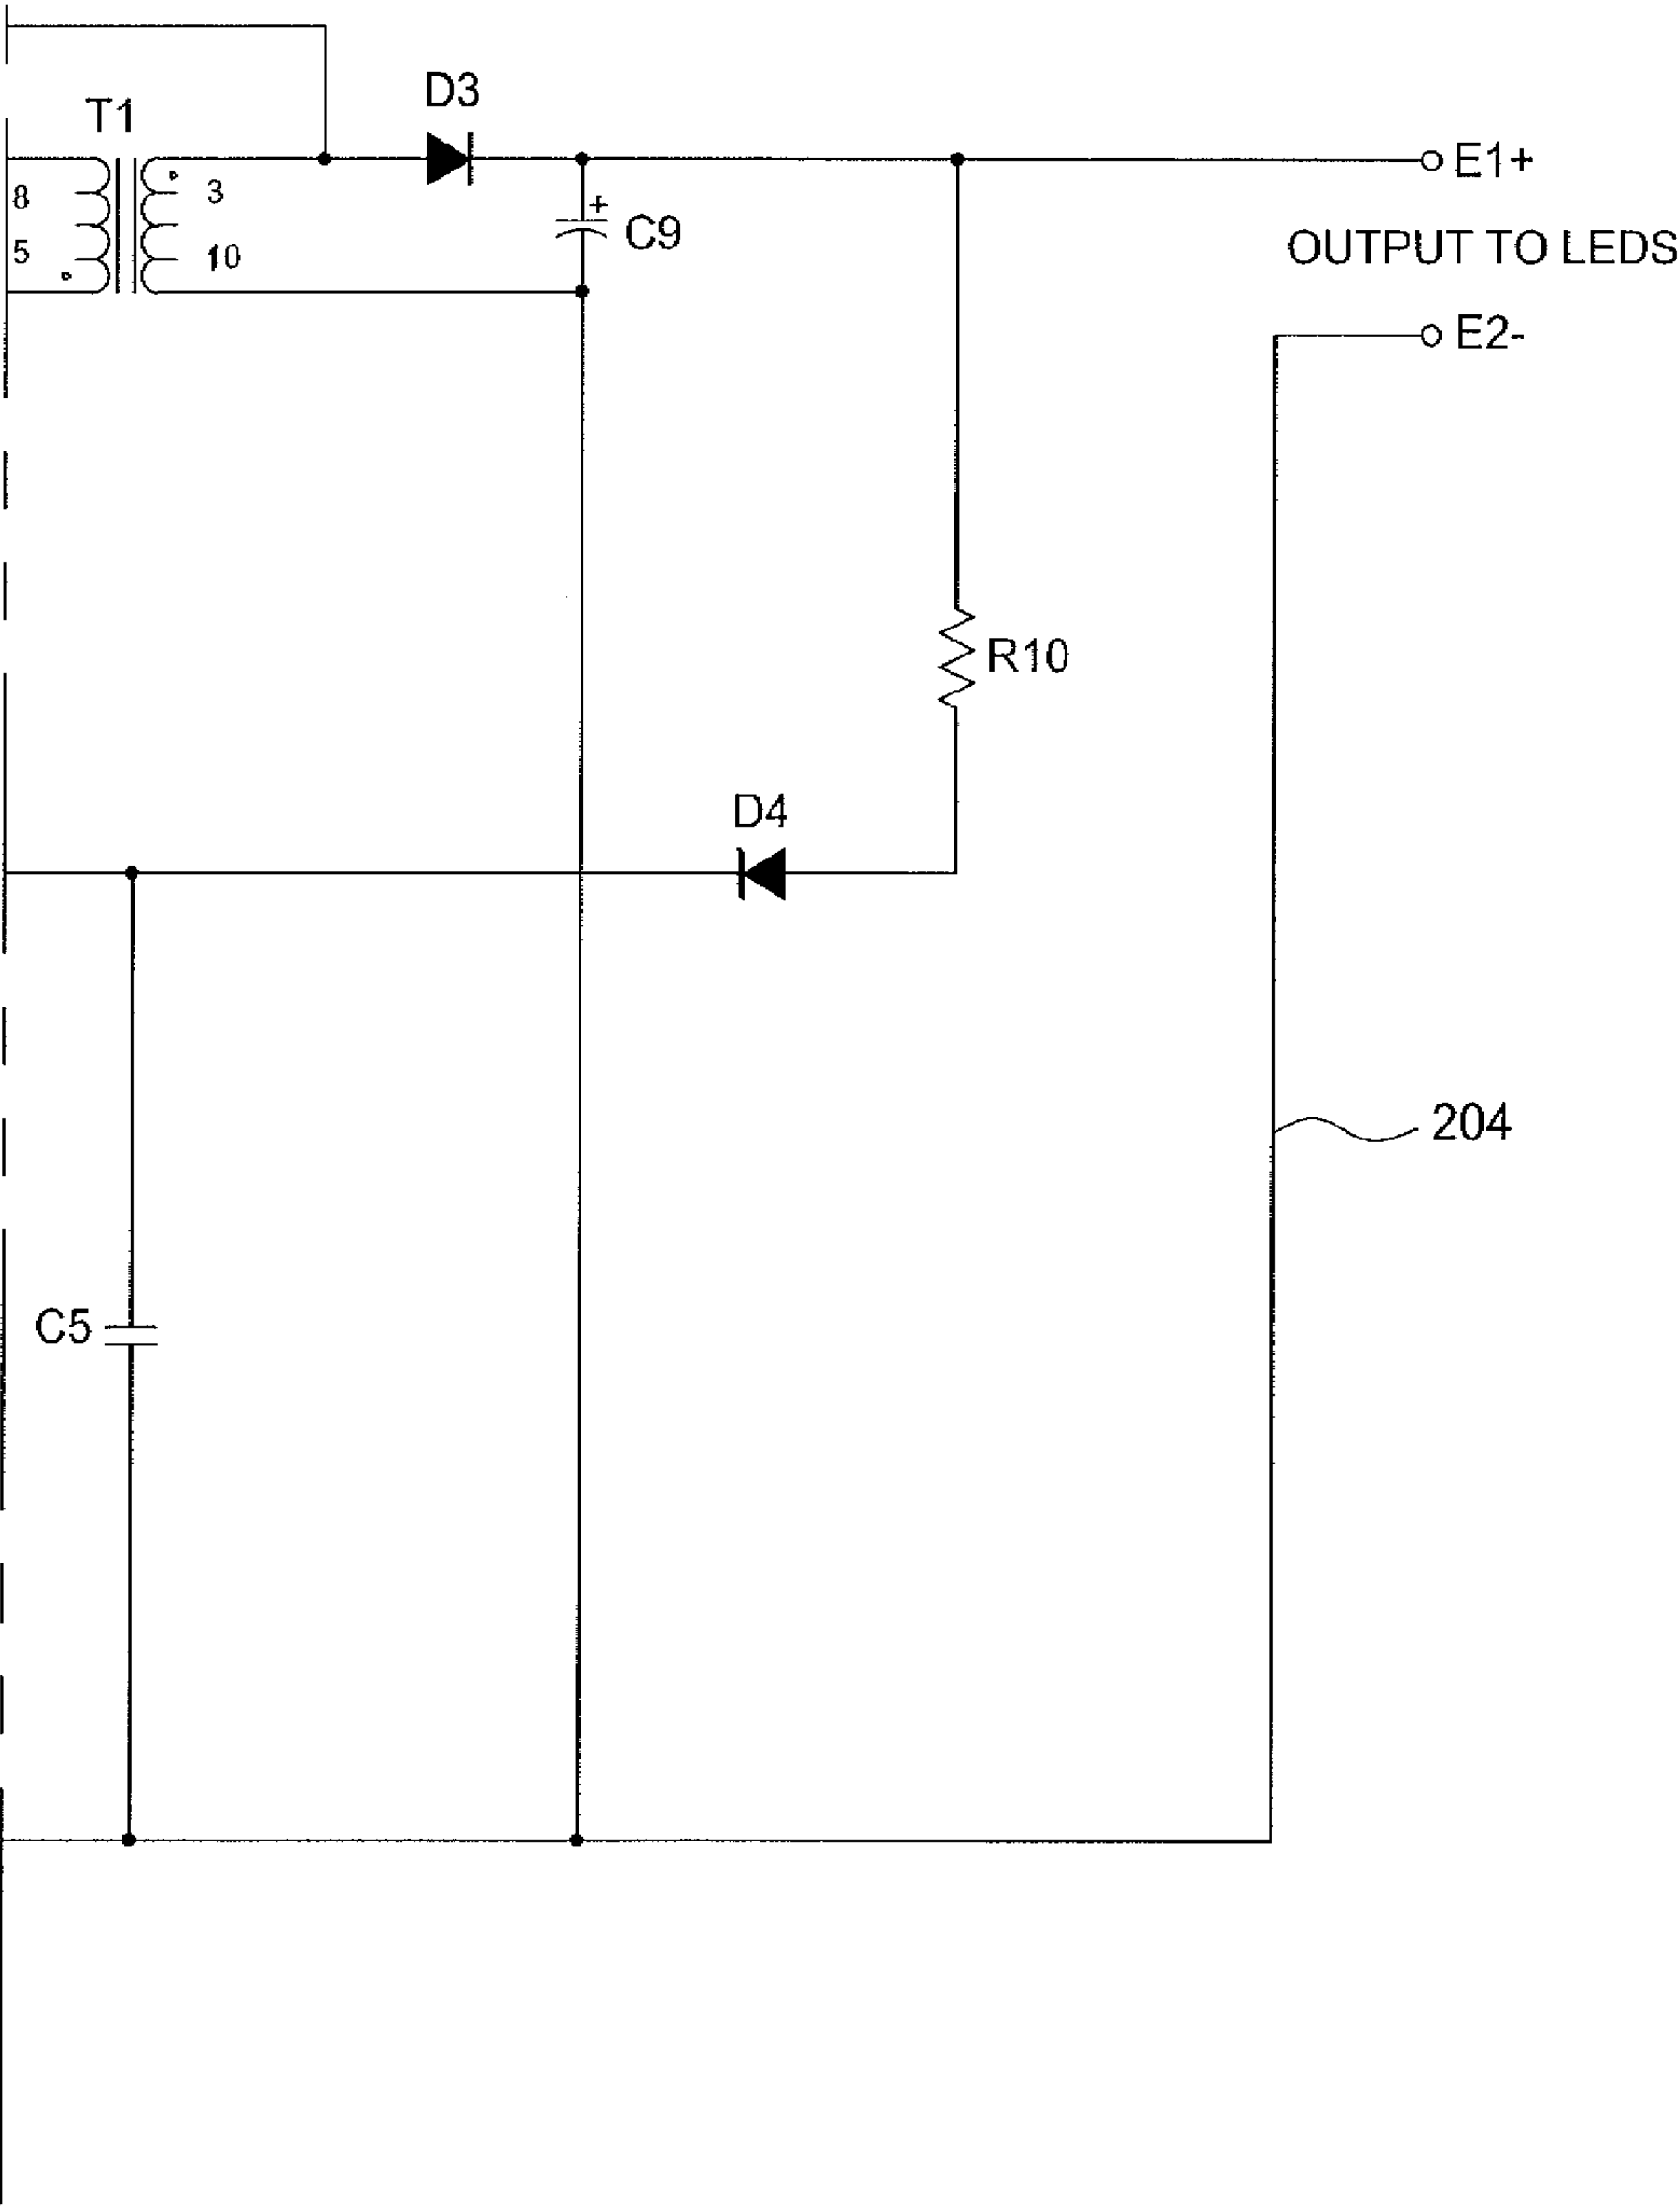 D3
T1
E1+
8
3
+
C9
5
10
OUTPUT TO LEDS
E2-
R10
D4
204
C5